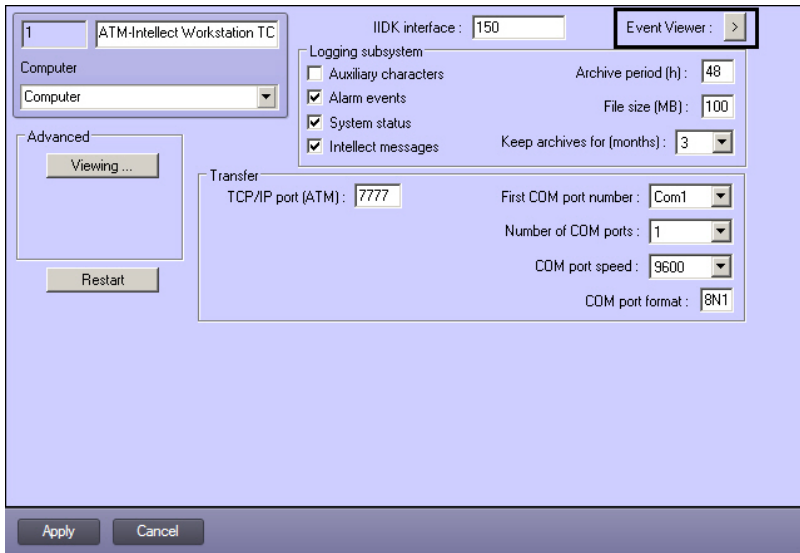 1 ATM-Intellect Workstation TC
IIDK interface : 150
Event Viewer : >
Computer
Computer
Logging subsystem
Auxiliary characters
Archive period (h) : 48
Alarm events
File size (MB) : 100
System status
Intellect messages
Keep archives for (months) : 3
Advanced
Viewing ...
Restart
Transfer
TCP/IP port (ATM) : 7777
First COM port number : Com1
Number of COM ports : 1
COM port speed : 9600
COM port format : 8N1
Apply Cancel